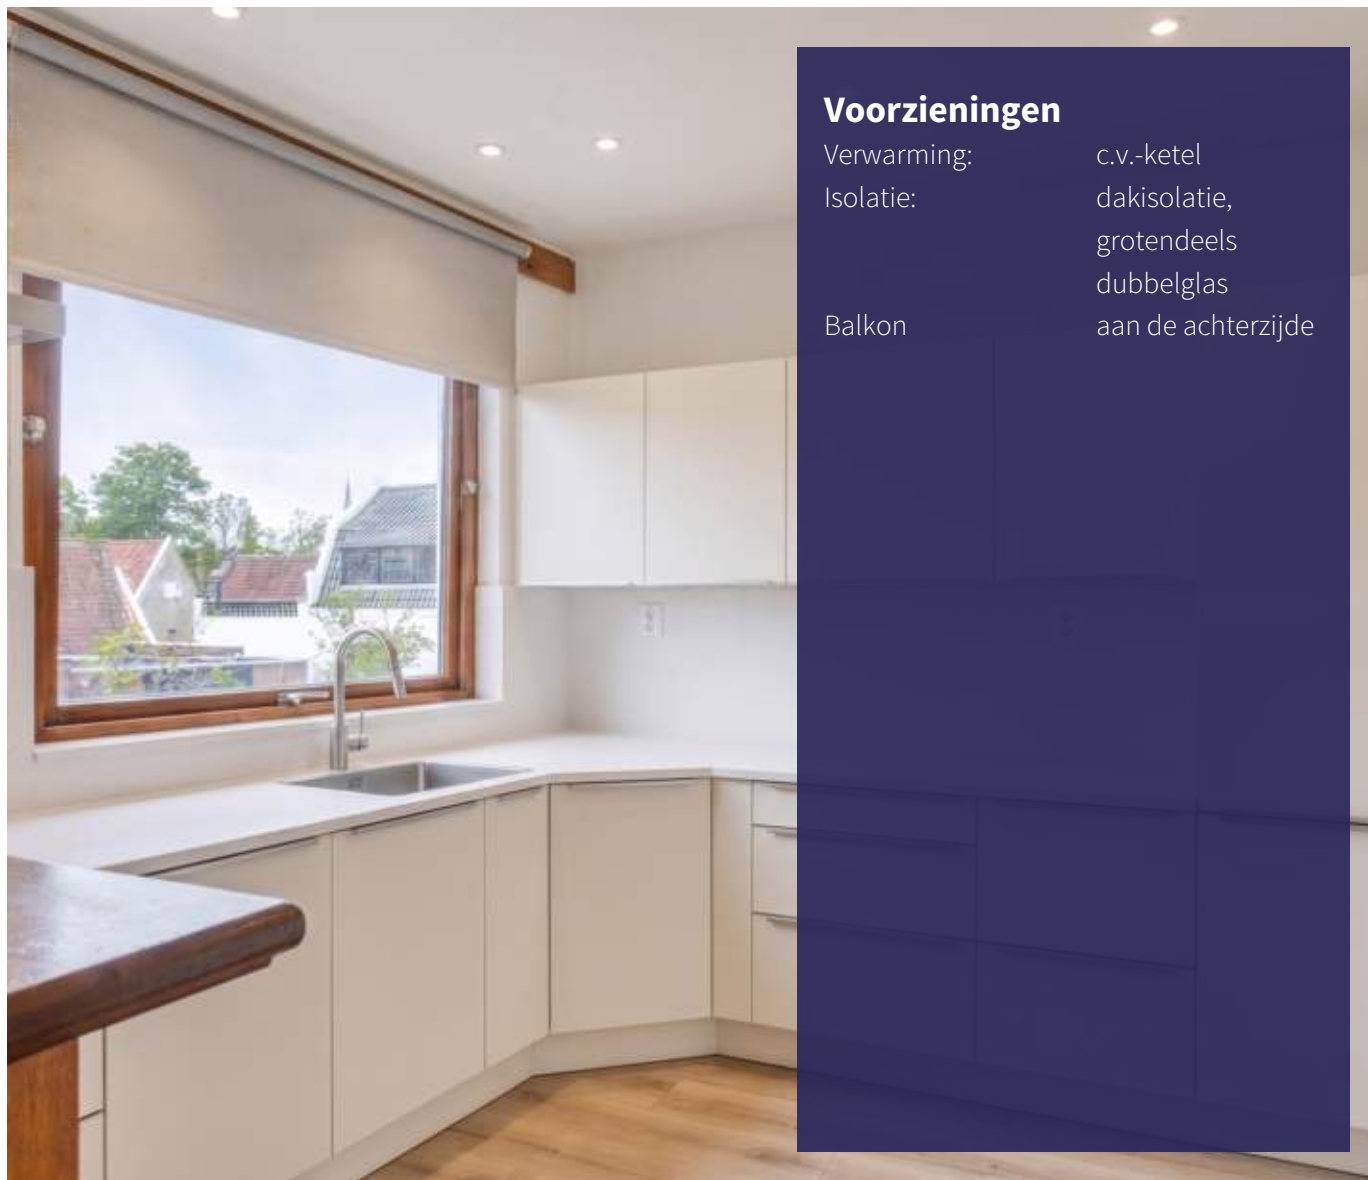 Voorzieningen
Verwarming: c.v.-ketel
Isolatie: dakisolatie,
grotendeels
dubbelglas
Balkon aan de achterzijde